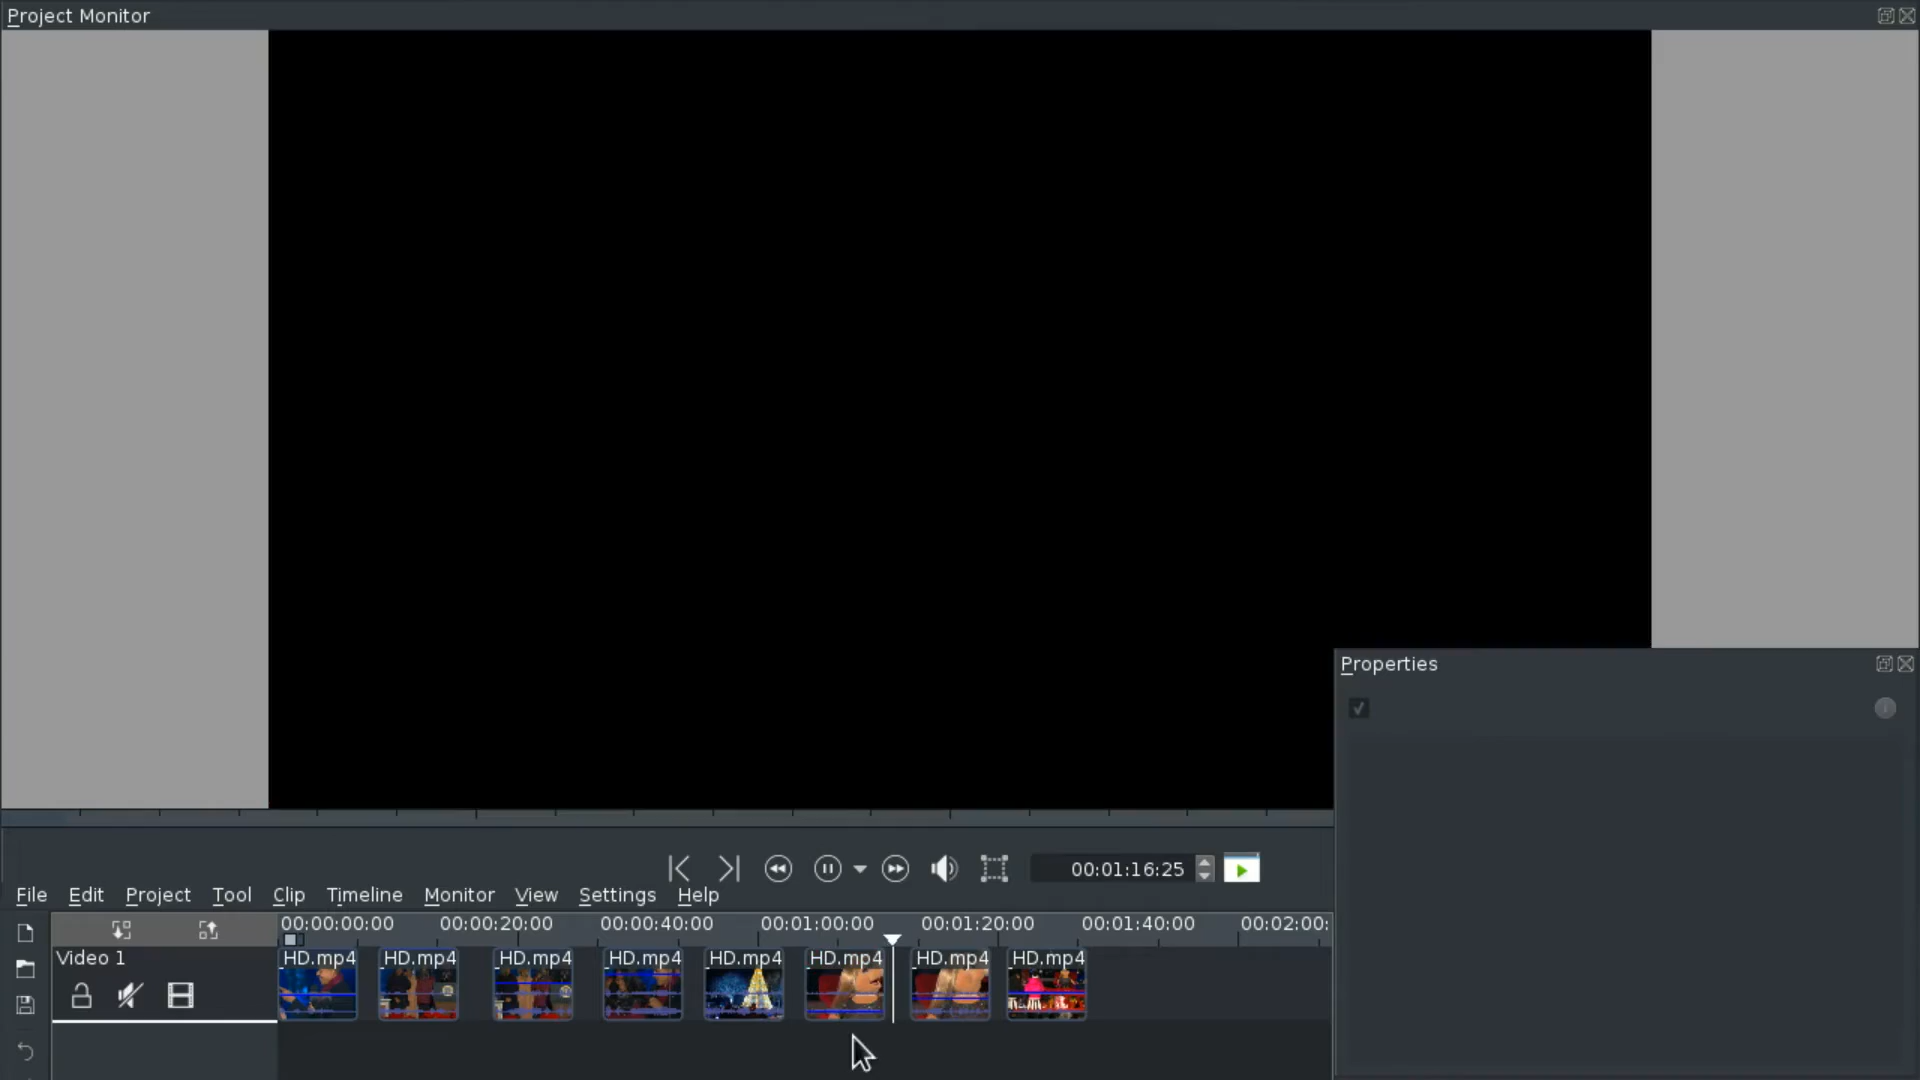 Project Monitor
Properties
00:01:16:25
File Edit Project Tool Clip Timeline Monitor View Settings Help
00:00:00:00 00:00:20:00 00:00:40:00 00:01:00:00 00:01:20:00 00:01:40:00 00:02:00:
Video 1
HD.mp4 HD.mp4 HD.mp4 HD.mp4 HD.mp4 HD.mp4 HD.mp4 HD.mp4